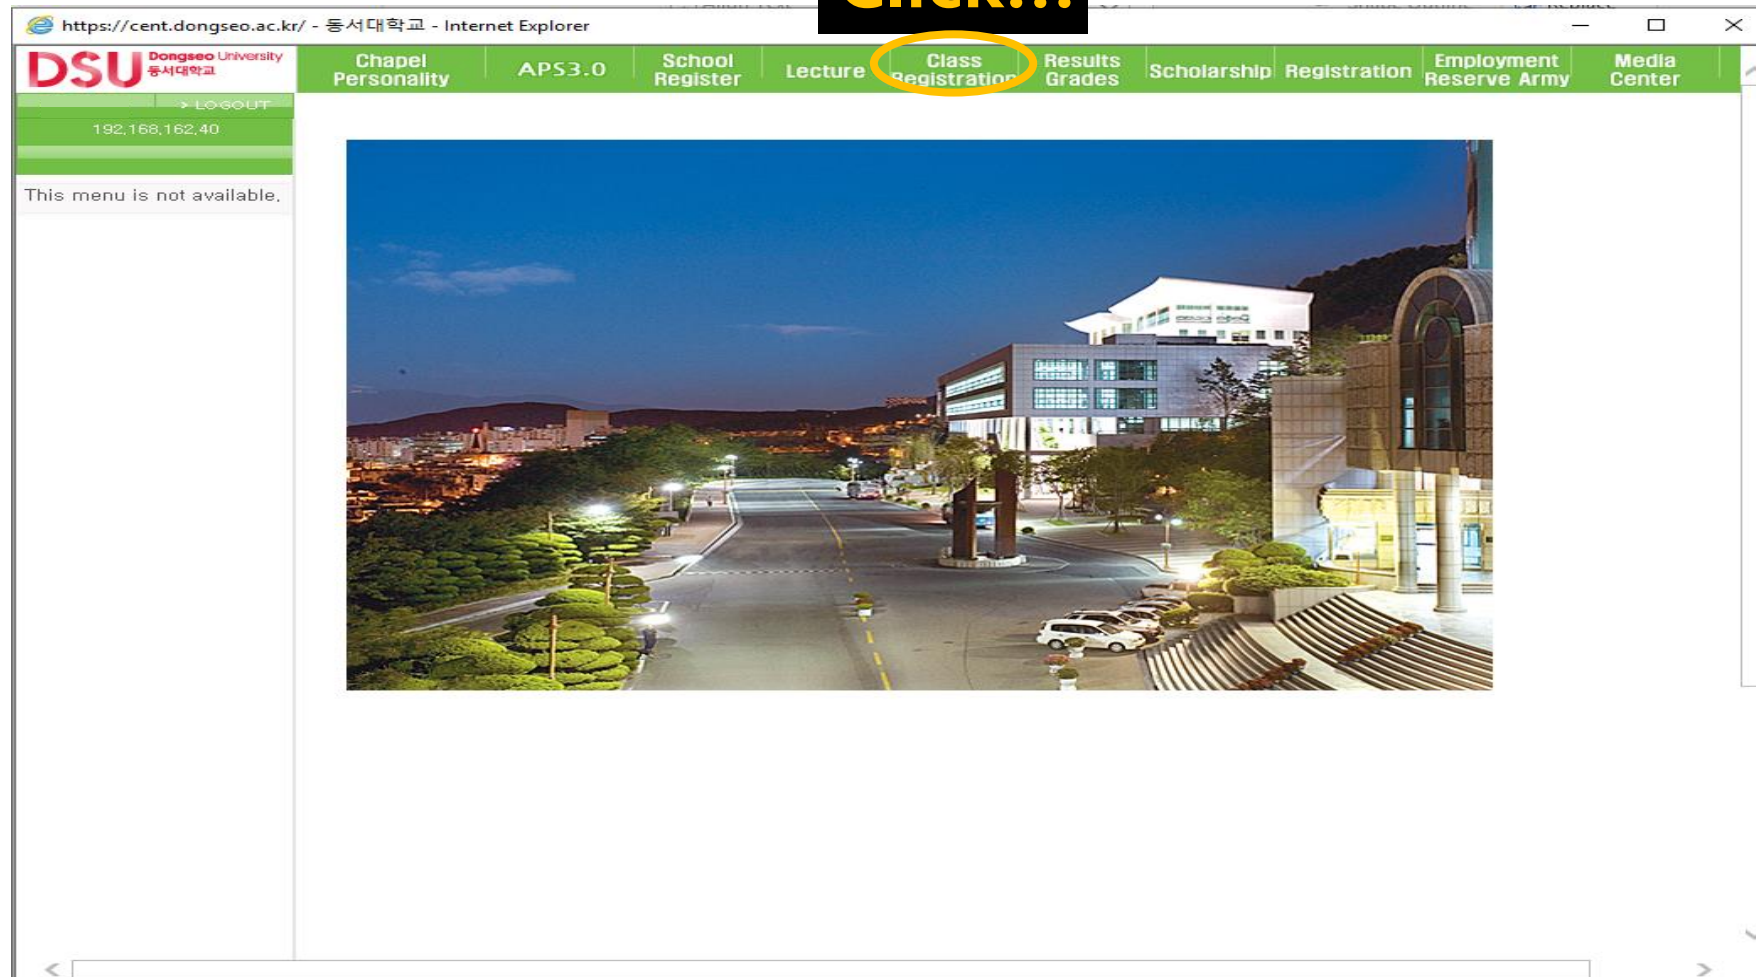 Click!!!
https://cent.dongseo.ac.kr/ - 동서대학교 - Internet Explorer
DSU Dongseo University
동서대학교
Chapel
Personality
APS3.0
School
Register
Lecture
Class
Registration
Results
Grades
Scholarship
Registration
Employment
Reserve Army
Media
Center
> LOGOUT
192,168,162,40
This menu is not available,